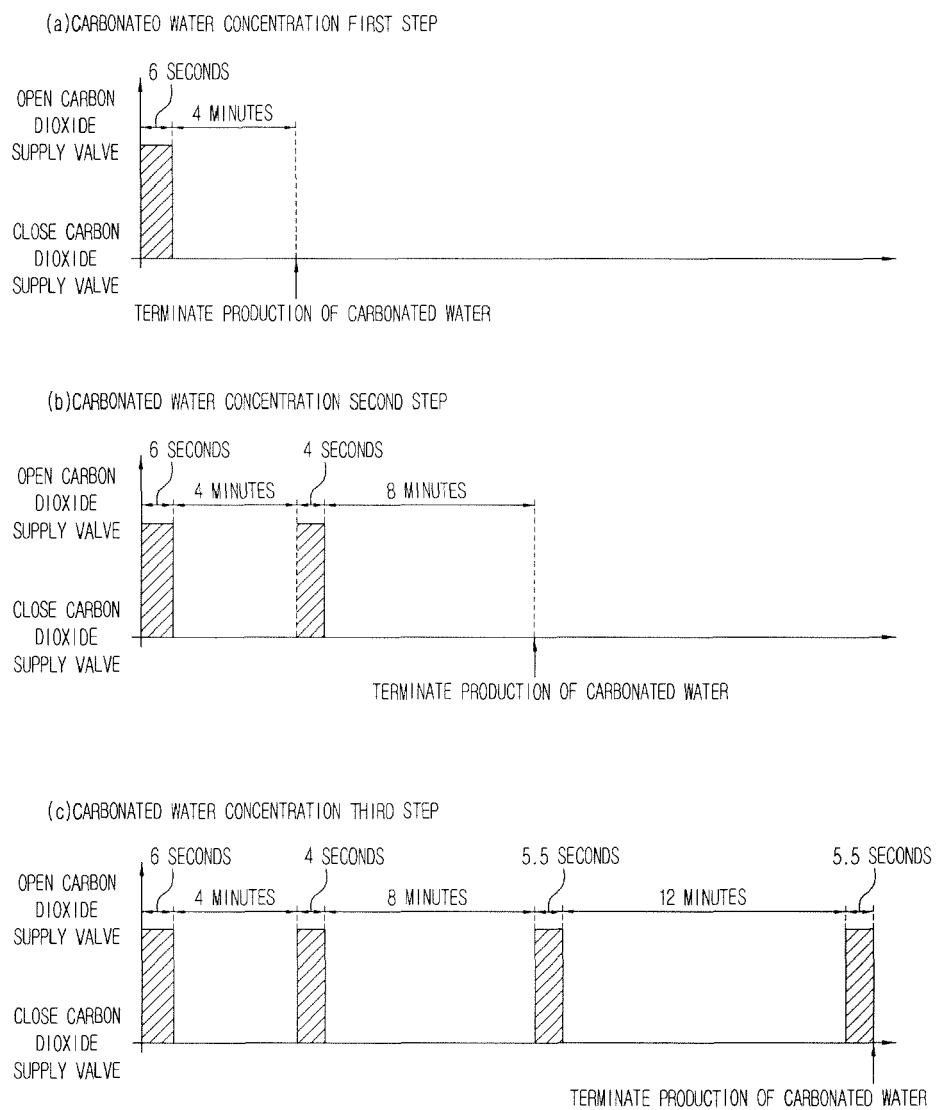 (a)CARBONATED WATER CONCENTRATION FIRST STEP
6 SECONDS
OPEN CARBON
DIOXIDE
SUPPLY VALVE
4 MINUTES
CLOSE CARBON
DIOXIDE
SUPPLY VALVE
TERMINATE PRODUCTION OF CARBONATED WATER
(b)CARBONATED WATER CONCENTRATION SECOND STEP
6 SECONDS
4 SECONDS
OPEN CARBON
DIOXIDE
SUPPLY VALVE
4 MINUTES
8 MINUTES
CLOSE CARBON
DIOXIDE
SUPPLY VALVE
TERMINATE PRODUCTION OF CARBONATED WATER
(c)CARBONATED WATER CONCENTRATION THIRD STEP
6 SECONDS
4 SECONDS
5.5 SECONDS
5.5 SECONDS
OPEN CARBON
DIOXIDE
SUPPLY VALVE
4 MINUTES
8 MINUTES
12 MINUTES
CLOSE CARBON
DIOXIDE
SUPPLY VALVE
TERMINATE PRODUCTION OF CARBONATED WATER